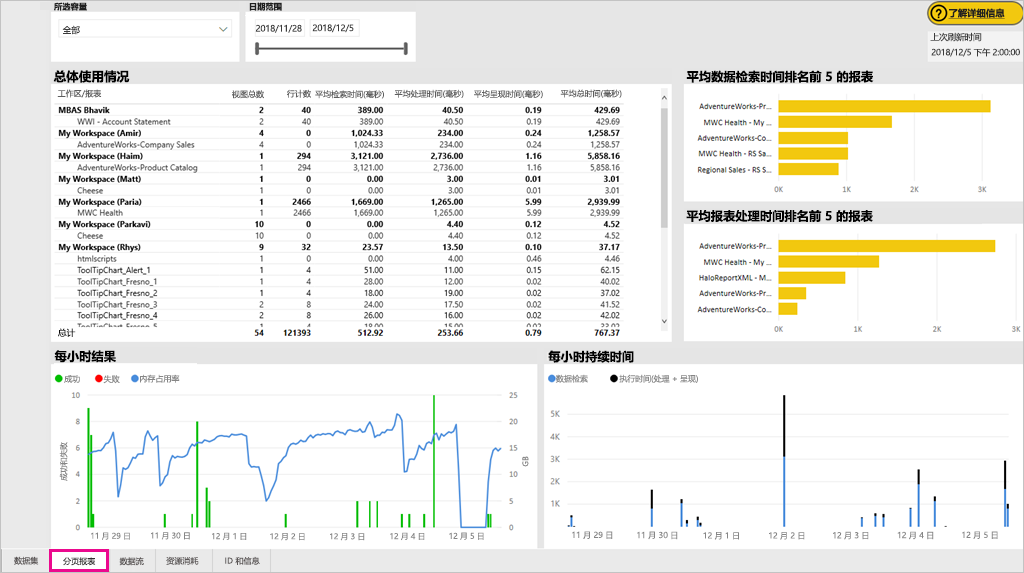 所选容量
全部
日期范围
2018/11/28 2018/12/5
? 了解详细信息
上次刷新时间
2018/12/5 下午 2:00:00
总体使用情况
工作区/报表 视图总数 行计数 平均检索时间(毫秒) 平均处理时间(毫秒) 平均呈现时间(毫秒) 平均总时间(毫秒)
MBAS Bhavik 2 40 389.00 40.50 0.19 429.69
WWI - Account Statement 2 40 389.00 40.50 0.19 429.69
My Workspace (Amir) 4 0 1,024.33 234.00 0.24 1,258.57
AdventureWorks-Company Sales 4 0 1,024.33 234.00 0.24 1,258.57
My Workspace (Haim) 1 294 3,121.00 2,736.00 1.16 5,858.16
AdventureWorks-Product Catalog 1 294 3,121.00 2,736.00 1.16 5,858.16
My Workspace (Matt) 1 0 0.00 3.00 0.01 3.01
Cheese 1 0 0.00 3.00 0.01 3.01
My Workspace (Paria) 1 2466 1,669.00 1,265.00 5.99 2,939.99
MWC Health 1 2466 1,669.00 1,265.00 5.99 2,939.99
My Workspace (Parkavi) 10 0 0.00 4.40 0.12 4.52
Cheese 10 0 0.00 4.40 0.12 4.52
My Workspace (Rhys) 9 32 23.57 13.50 0.10 37.17
htmlscripts 1 0 0.00 4.00 0.46 4.46
ToolTipChart_Alert_1 1 4 51.00 11.00 0.15 62.15
ToolTipChart_Fresno_1 1 4 28.00 12.00 0.02 40.02
ToolTipChart_Fresno_2 1 4 18.00 19.00 0.02 37.02
ToolTipChart_Fresno_3 2 8 24.00 17.50 0.02 41.52
ToolTipChart_Fresno_4 2 8 26.00 16.00 0.02 42.02
ToolTipChart_Fresno_5 1 4 18.00 15.00 0.02 33.02
总计 54 121393 512.92 253.66 0.79 767.37
平均数据检索时间排名前 5 的报表
AdventureWorks-Pr...
MWC Health - My ...
AdventureWorks-Co...
MWC Health - RS Sa...
Regional Sales - RS S...
0K 1K 2K 3K
平均报表处理时间排名前 5 的报表
AdventureWorks-Pr...
MWC Health - My ...
HaloReportXML - M...
AdventureWorks-Pr...
AdventureWorks-Co...
0K 1K 2K 3K
每小时结果
成功 失败 内存占用率
成功和失败
10
8
6
4
2
0
25
20
15
10
5
0
GB
11 月 29 日 11 月 30 日 12 月 1 日 12 月 2 日 12 月 3 日 12 月 4 日 12 月 5 日
每小时持续时间
数据检索 执行时间(处理 + 呈现)
5K
4K
3K
2K
1K
11 月 29 日 11 月 30 日 12 月 1 日 12 月 2 日 12 月 3 日 12 月 4 日 12 月 5 日
数据集 分页报表 数据流 资源消耗 ID 和信息